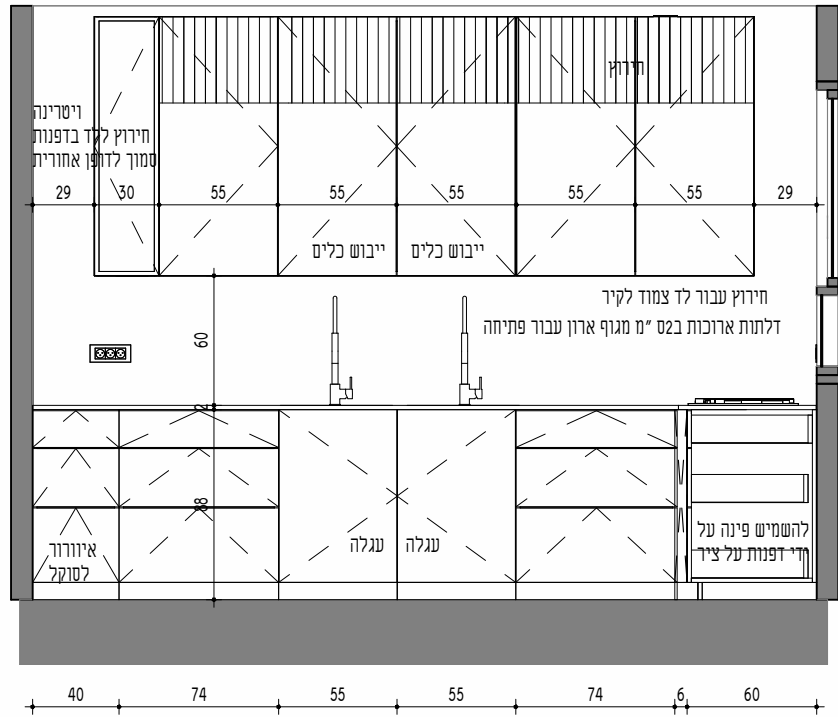 חירוץ
ויטרינה
חירוץ ללד בדפנות
סמוך לדופן אחורית
29 30 55 55 55 55 55 29
ייבוש כלים ייבוש כלים
חירוץ עבור לד צמוד לקיר
דלתות ארוכות ב2ס "מ מגוף ארון עבור פתיחה
60
2
88
להשמיש פינה על
ידי דפנות על ציר
איוורור
לסוקל
עגלה עגלה
40 74 55 55 74 6 60